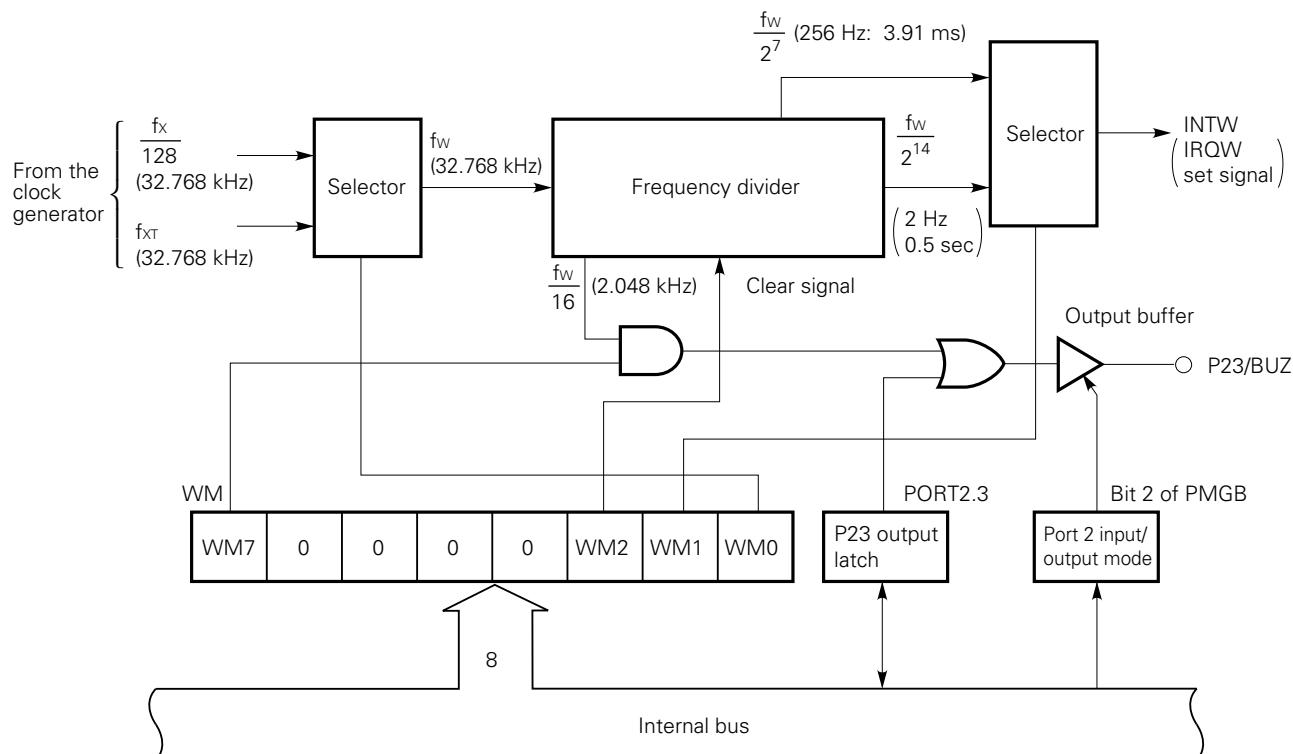 fW
2^7
(256 Hz: 3.91 ms)
From the
clock
generator
fX
128
(32.768 kHz)
fXT
(32.768 kHz)
Selector
fW
(32.768 kHz)
Frequency divider
fW
2^14
(2 Hz
0.5 sec)
Selector
INTW
(IRQW
set signal)
fW
16
(2.048 kHz)
Clear signal
Output buffer
P23/BUZ
WM
PORT2.3
Bit 2 of PMGB
WM7 0 0 0 0 WM2 WM1 WM0
P23 output
latch
Port 2 input/
output mode
8
Internal bus